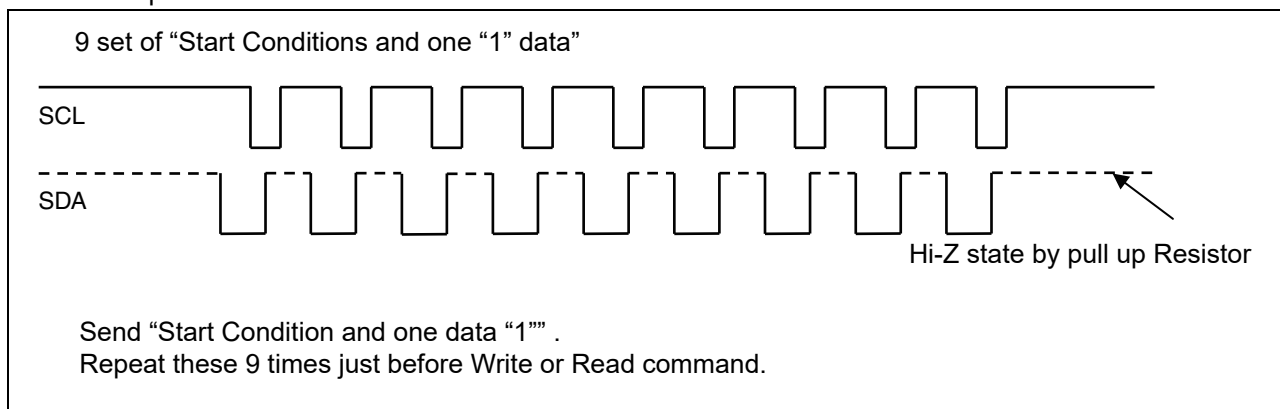 9 set of “Start Conditions and one “1” data”
SCL
SDA
Hi-Z state by pull up Resistor
Send “Start Condition and one data “1”” .
Repeat these 9 times just before Write or Read command.